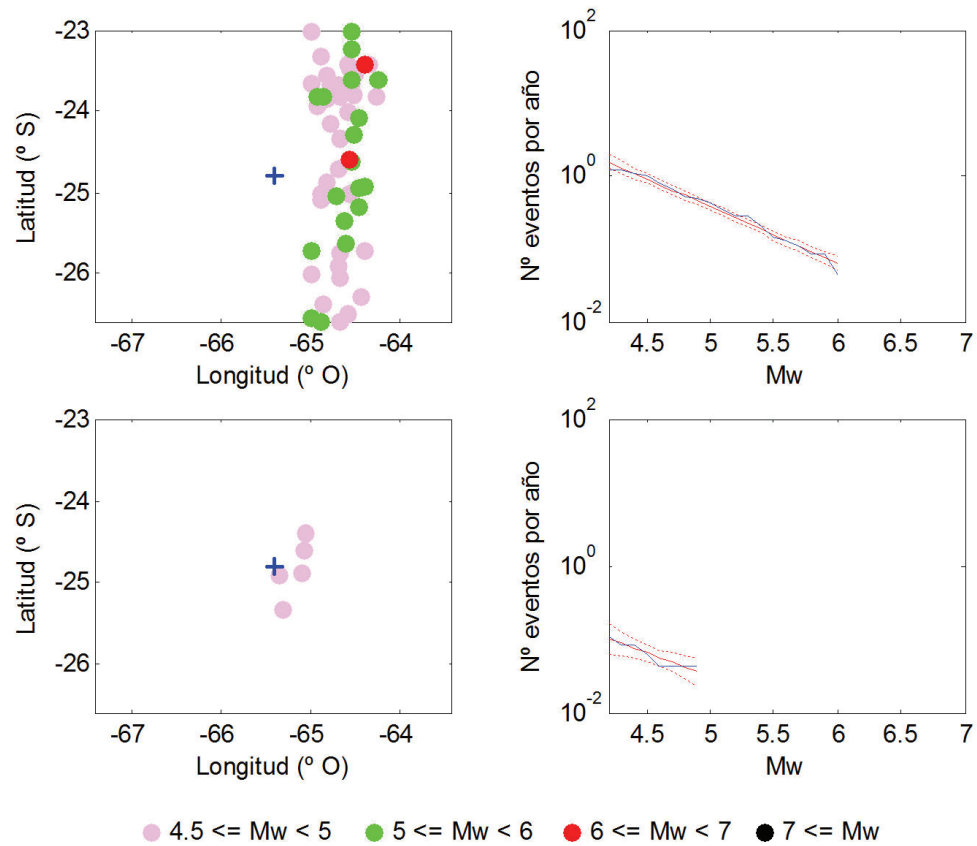 -23
-24
-25
-26
Latitud (º S)
-67 -66 -65 -64
Longitud (º O)
10^2
10^0
10^-2
Nº eventos por año
4.5 5 5.5 6 6.5 7
Mw
-23
-24
-25
-26
Latitud (º S)
-67 -66 -65 -64
Longitud (º O)
10^2
10^0
10^-2
Nº eventos por año
4.5 5 5.5 6 6.5 7
Mw
4.5 <= Mw < 5 5 <= Mw < 6 6 <= Mw < 7 7 <= Mw